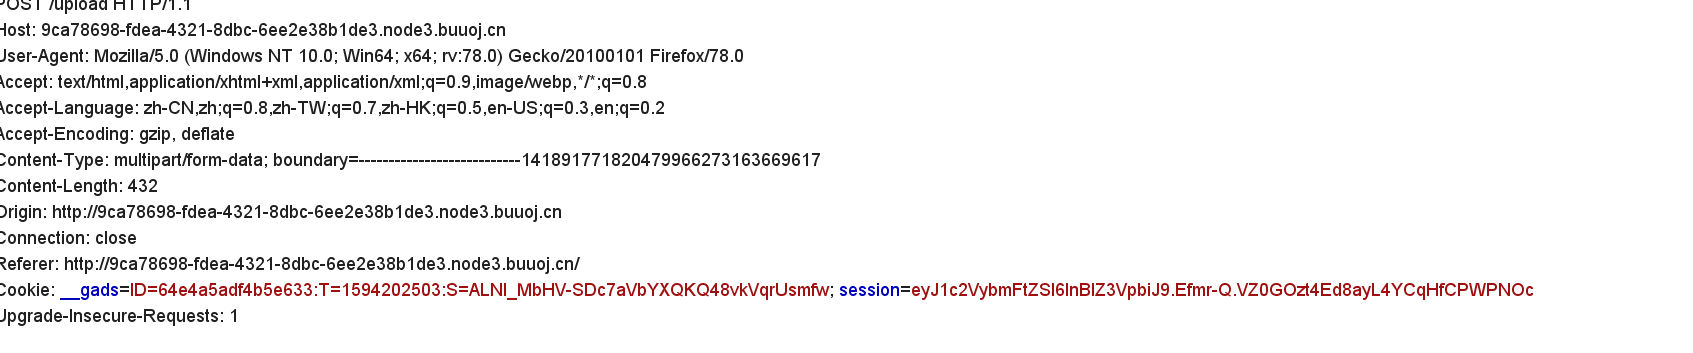 POST /upload HTTP/1.1
Host: 9ca78698-fdea-4321-8dbc-6ee2e38b1de3.node3.buuoj.cn
User-Agent: Mozilla/5.0 (Windows NT 10.0; Win64; x64; rv:78.0) Gecko/20100101 Firefox/78.0
Accept: text/html,application/xhtml+xml,application/xml;q=0.9,image/webp,*/*;q=0.8
Accept-Language: zh-CN,zh;q=0.8,zh-TW;q=0.7,zh-HK;q=0.5,en-US;q=0.3,en;q=0.2
Accept-Encoding: gzip, deflate
Content-Type: multipart/form-data; boundary=---------------------------141891771820479966273163669617
Content-Length: 432
Origin: http://9ca78698-fdea-4321-8dbc-6ee2e38b1de3.node3.buuoj.cn
Connection: close
Referer: http://9ca78698-fdea-4321-8dbc-6ee2e38b1de3.node3.buuoj.cn/
Cookie: __gads=ID=64e4a5adf4b5e633:T=1594202503:S=ALNI_MbHV-SDc7aVbYXQKQ48vkVqrUsmfw; session=eyJ1c2VybmFtZSI6InBlZ3VpbiJ9.Efmr-Q.VZ0GOzt4Ed8ayL4YCqHfCPWPNOc
Upgrade-Insecure-Requests: 1